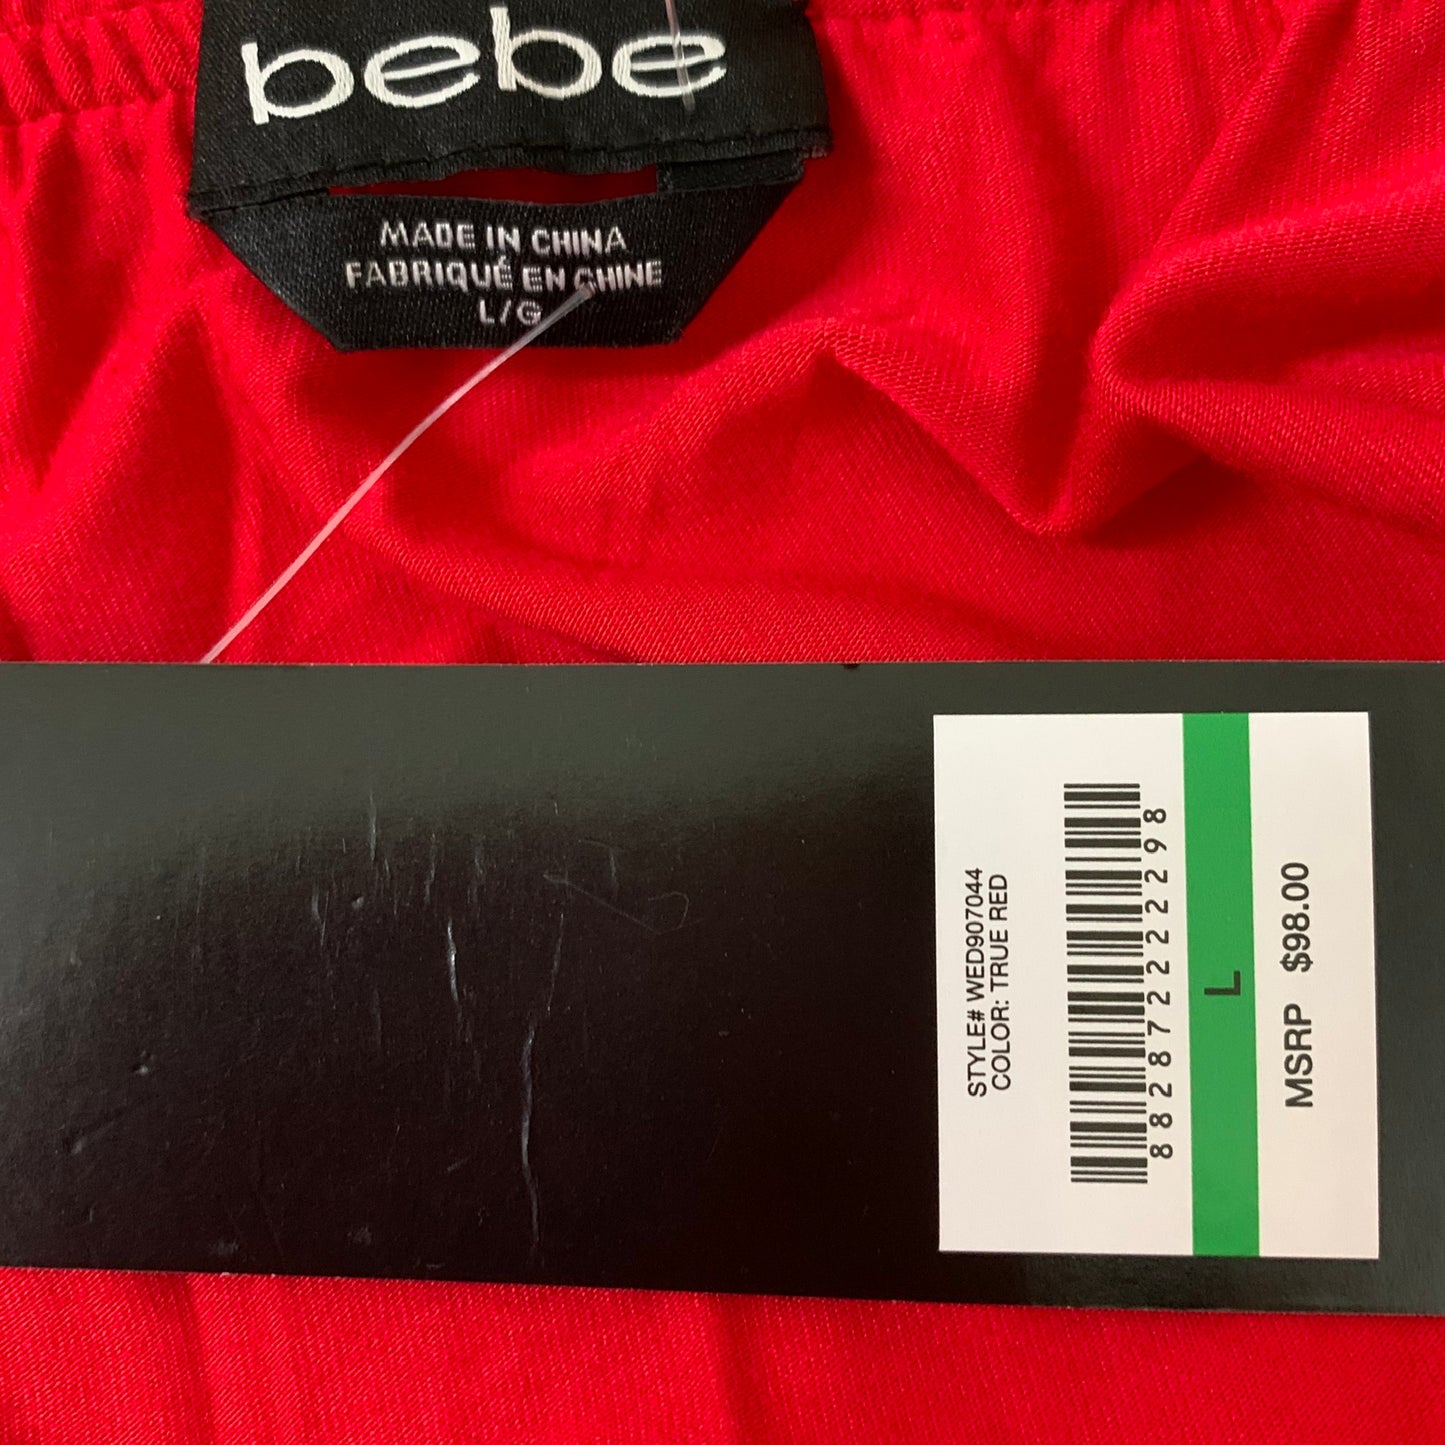 bebe
MADE IN CHINA
FABRIQUÉ EN CHINE
L/G
STYLE# WED907044
COLOR: TRUE RED
882872222298
L
MSRP $98.00